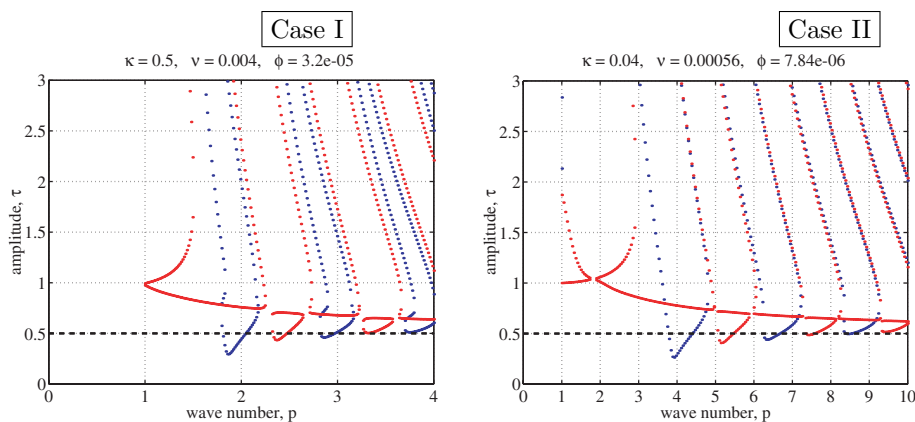 Case I
κ = 0.5, ν = 0.004, φ = 3.2e-05
3
2.5
2
1.5
1
0.5
0
amplitude, τ
0 1 2 3 4
wave number, p
Case II
κ = 0.04, ν = 0.00056, φ = 7.84e-06
3
2.5
2
1.5
1
0.5
0
amplitude, τ
0 1 2 3 4 5 6 7 8 9 10
wave number, p